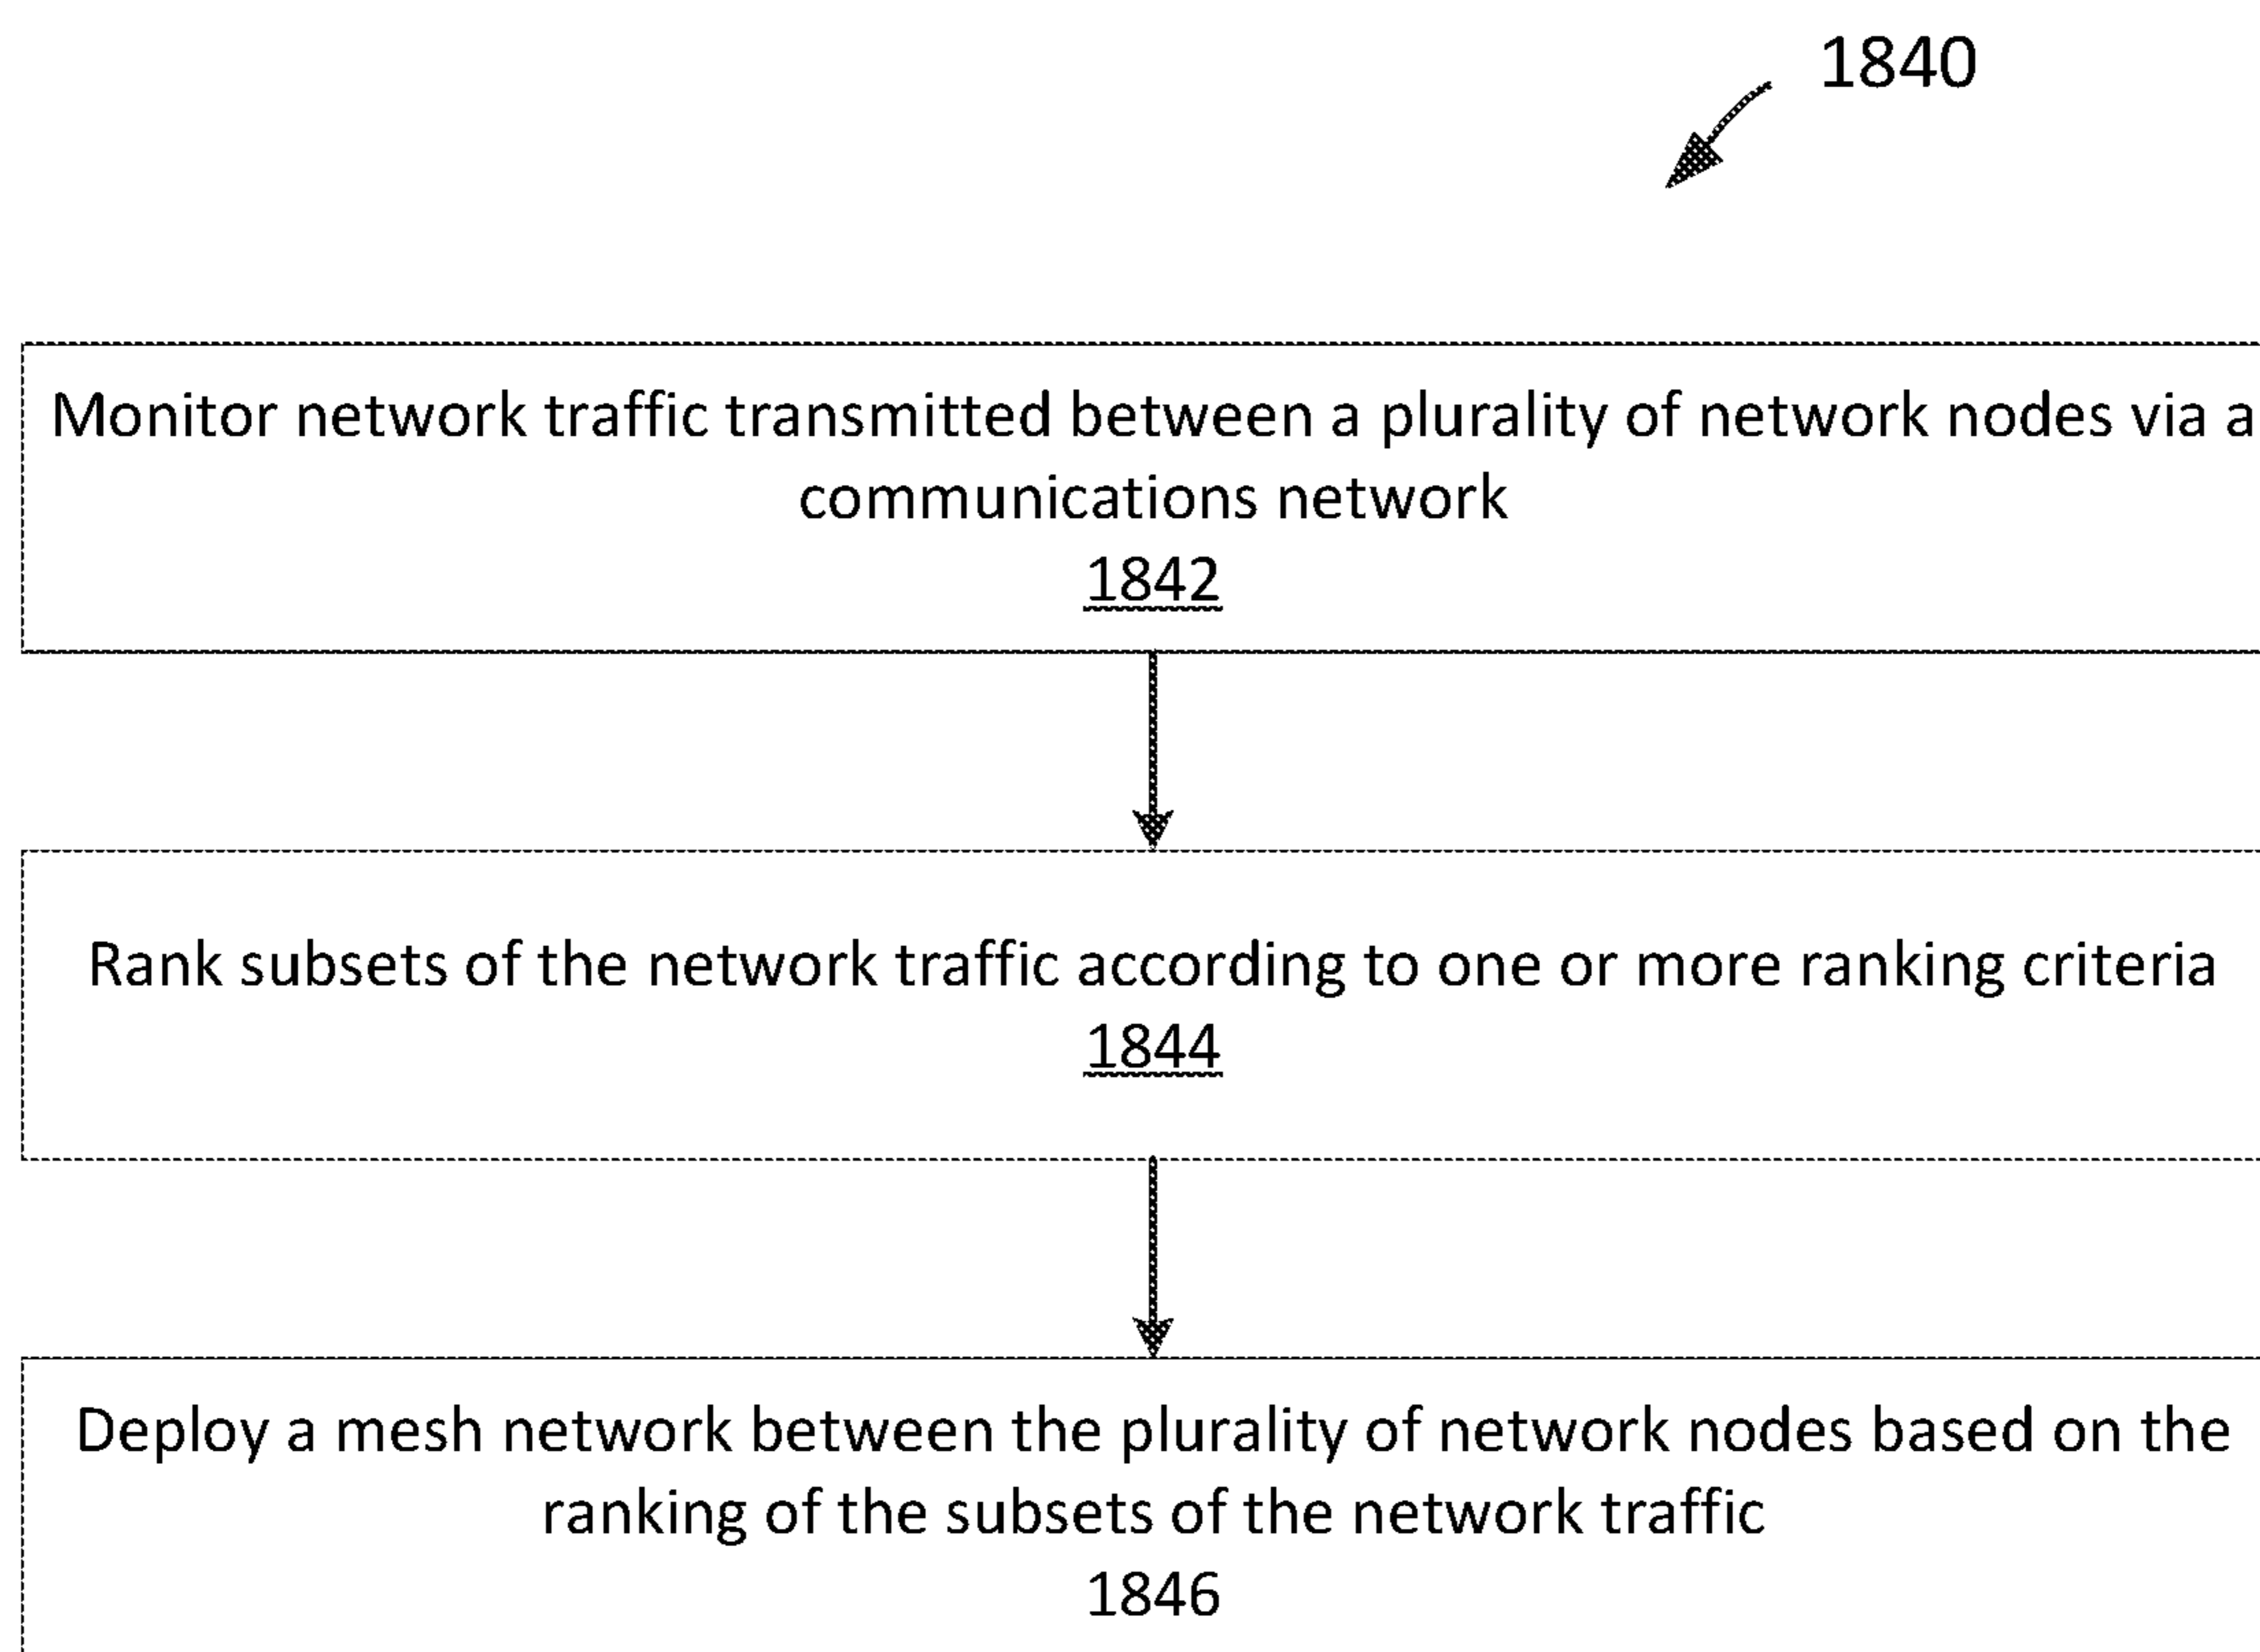 1840
Monitor network traffic transmitted between a plurality of network nodes via a
communications network
1842
Rank subsets of the network traffic according to one or more ranking criteria
1844
Deploy a mesh network between the plurality of network nodes based on the
ranking of the subsets of the network traffic
1846